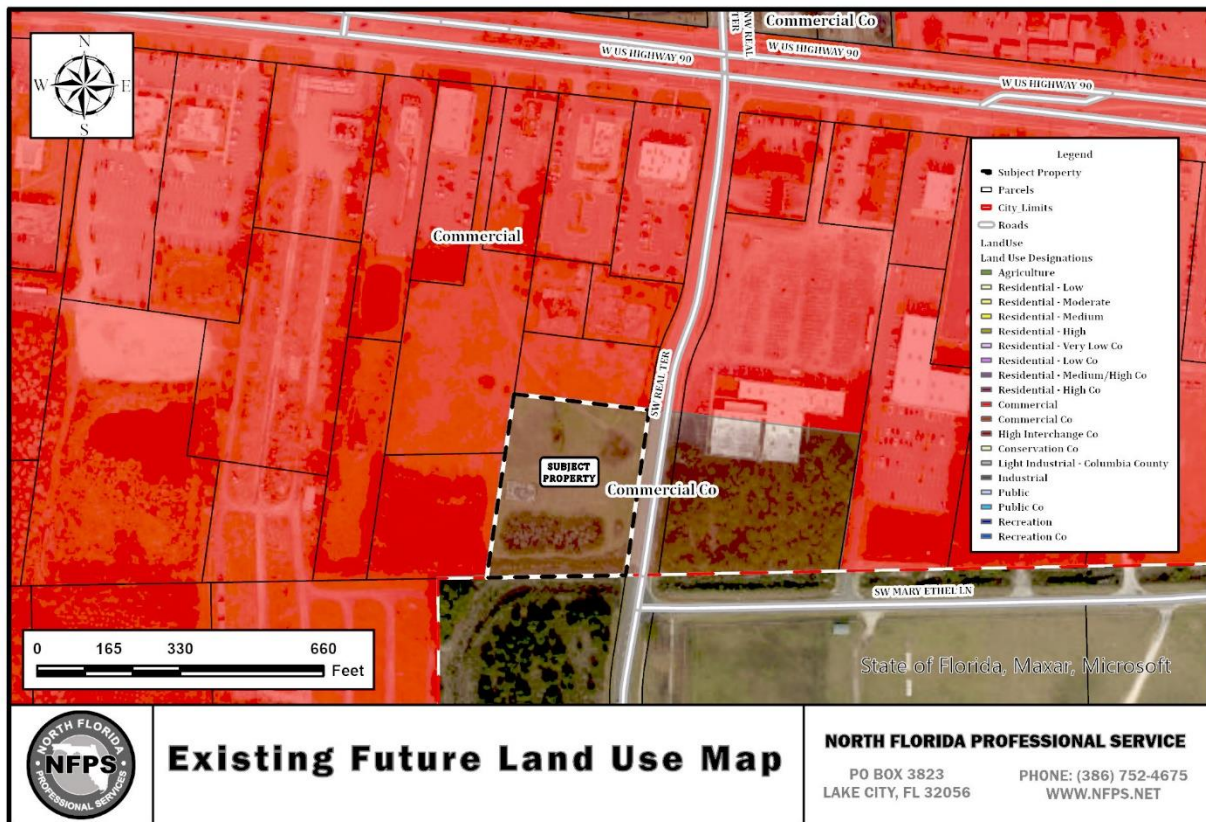 Commercial Co
NW REAL
TER
W US HIGHWAY 90
W US HIGHWAY 90
W US HIGHWAY 90
N
W E
S
Commercial
SW REAL TER
SUBJECT
PROPERTY
Commercial Co
SW MARY ETHEL LN
Legend
Subject Property
Parcels
City_Limits
Roads
LandUse
Land Use Designations
Agriculture
Residential - Low
Residential - Moderate
Residential - Medium
Residential - High
Residential - Very Low Co
Residential - Low Co
Residential - Medium/High Co
Residential - High Co
Commercial
Commercial Co
High Interchange Co
Conservation Co
Light Industrial - Columbia County
Industrial
Public
Public Co
Recreation
Recreation Co
0 165 330 660
Feet
State of Florida, Maxar, Microsoft
NORTH FLORIDA
NFPS
PROFESSIONAL SERVICES
Existing Future Land Use Map
NORTH FLORIDA PROFESSIONAL SERVICE
PO BOX 3823
LAKE CITY, FL 32056
PHONE: (386) 752-4675
WWW.NFPS.NET